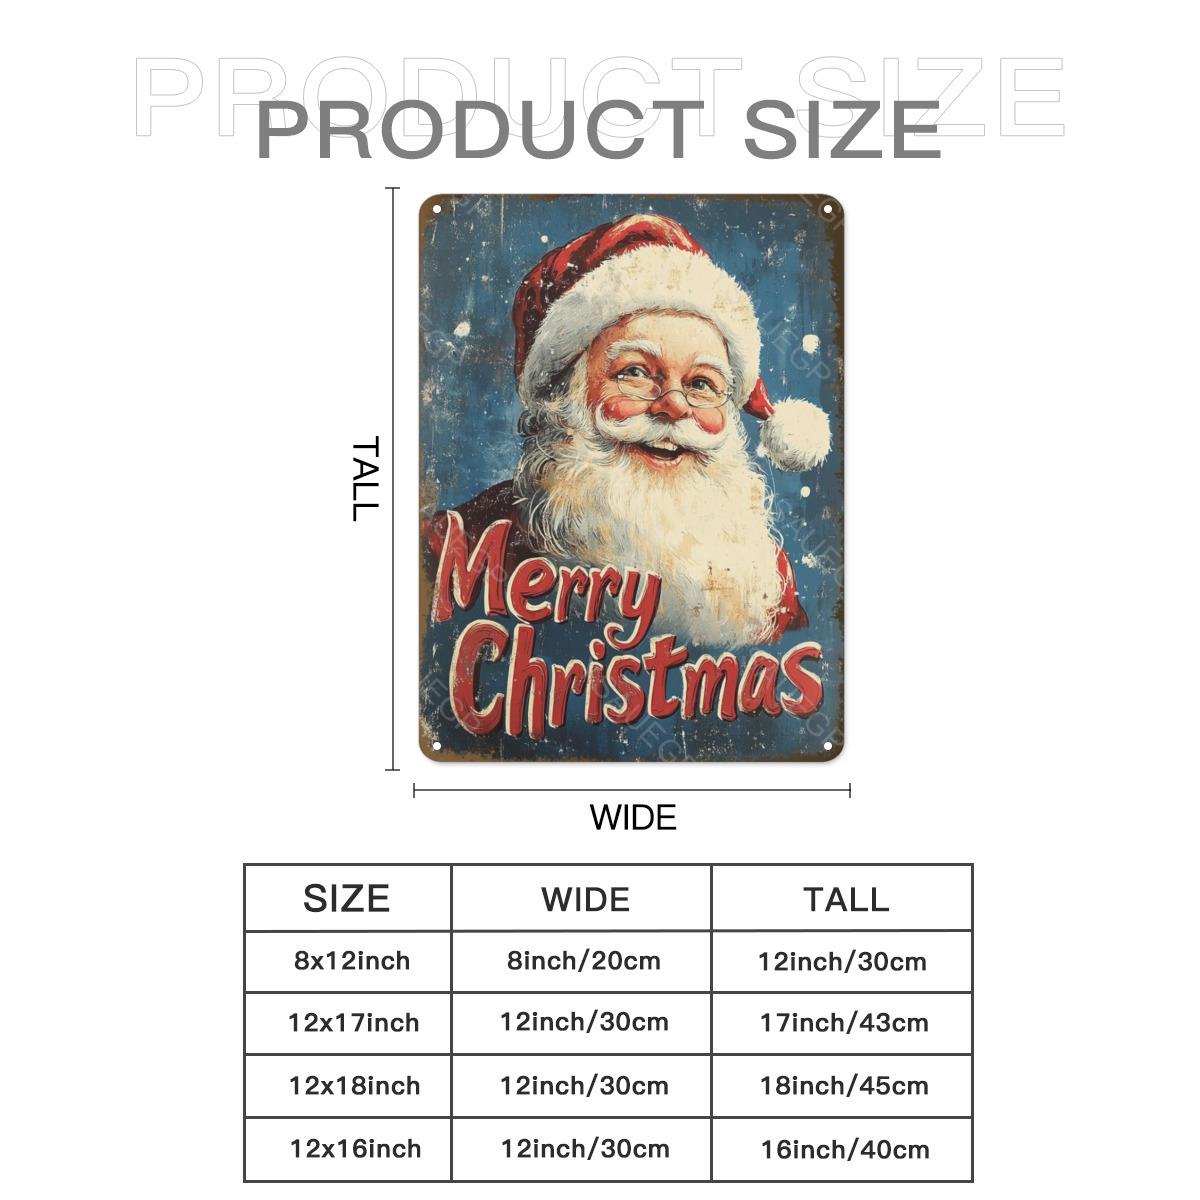 PRODUCT SIZE
PRODUCT SIZE
TALL
Merry
Christmas
WIDE
SIZE WIDE TALL
8x12inch 8inch/20cm 12inch/30cm
12x17inch 12inch/30cm 17inch/43cm
12x18inch 12inch/30cm 18inch/45cm
12x16inch 12inch/30cm 16inch/40cm